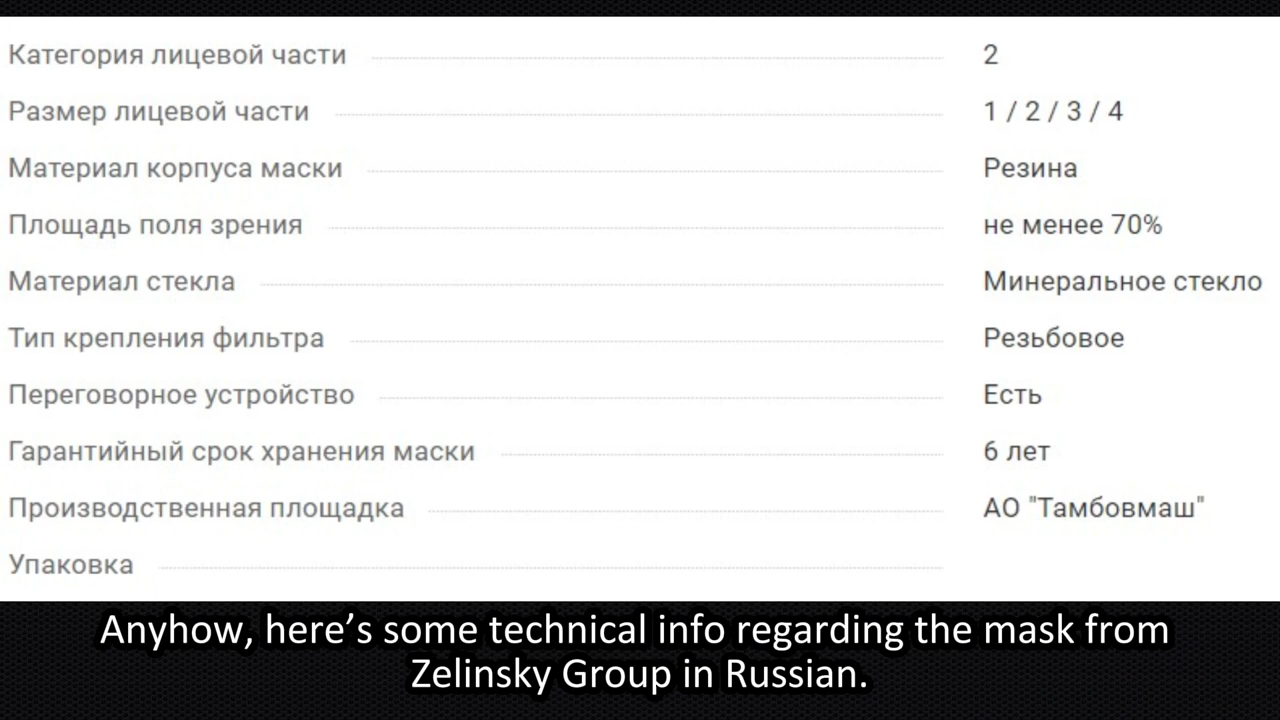 Категория лицевой части 2
Размер лицевой части 1 / 2 / 3 / 4
Материал корпуса маски Резина
Площадь поля зрения не менее 70%
Материал стекла Минеральное стекло
Тип крепления фильтра Резьбовое
Переговорное устройство Есть
Гарантийный срок хранения маски 6 лет
Производственная площадка АО "Тамбовмаш"
Упаковка
Anyhow, here’s some technical info regarding the mask from
Zelinsky Group in Russian.